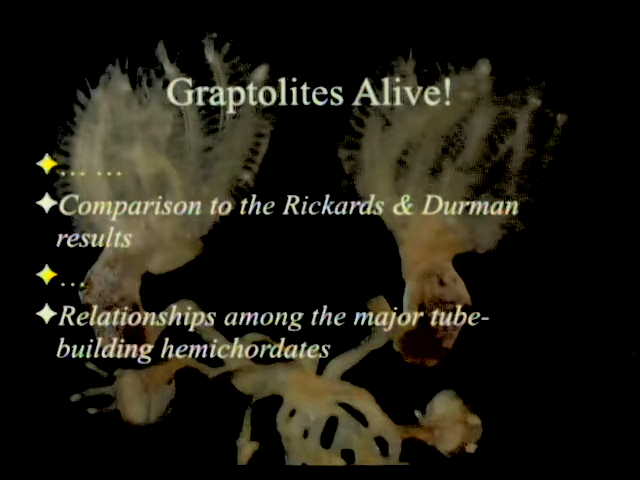 Graptolites Alive!
... ...
Comparison to the Rickards & Durman
results
...
Relationships among the major tube-
building hemichordates